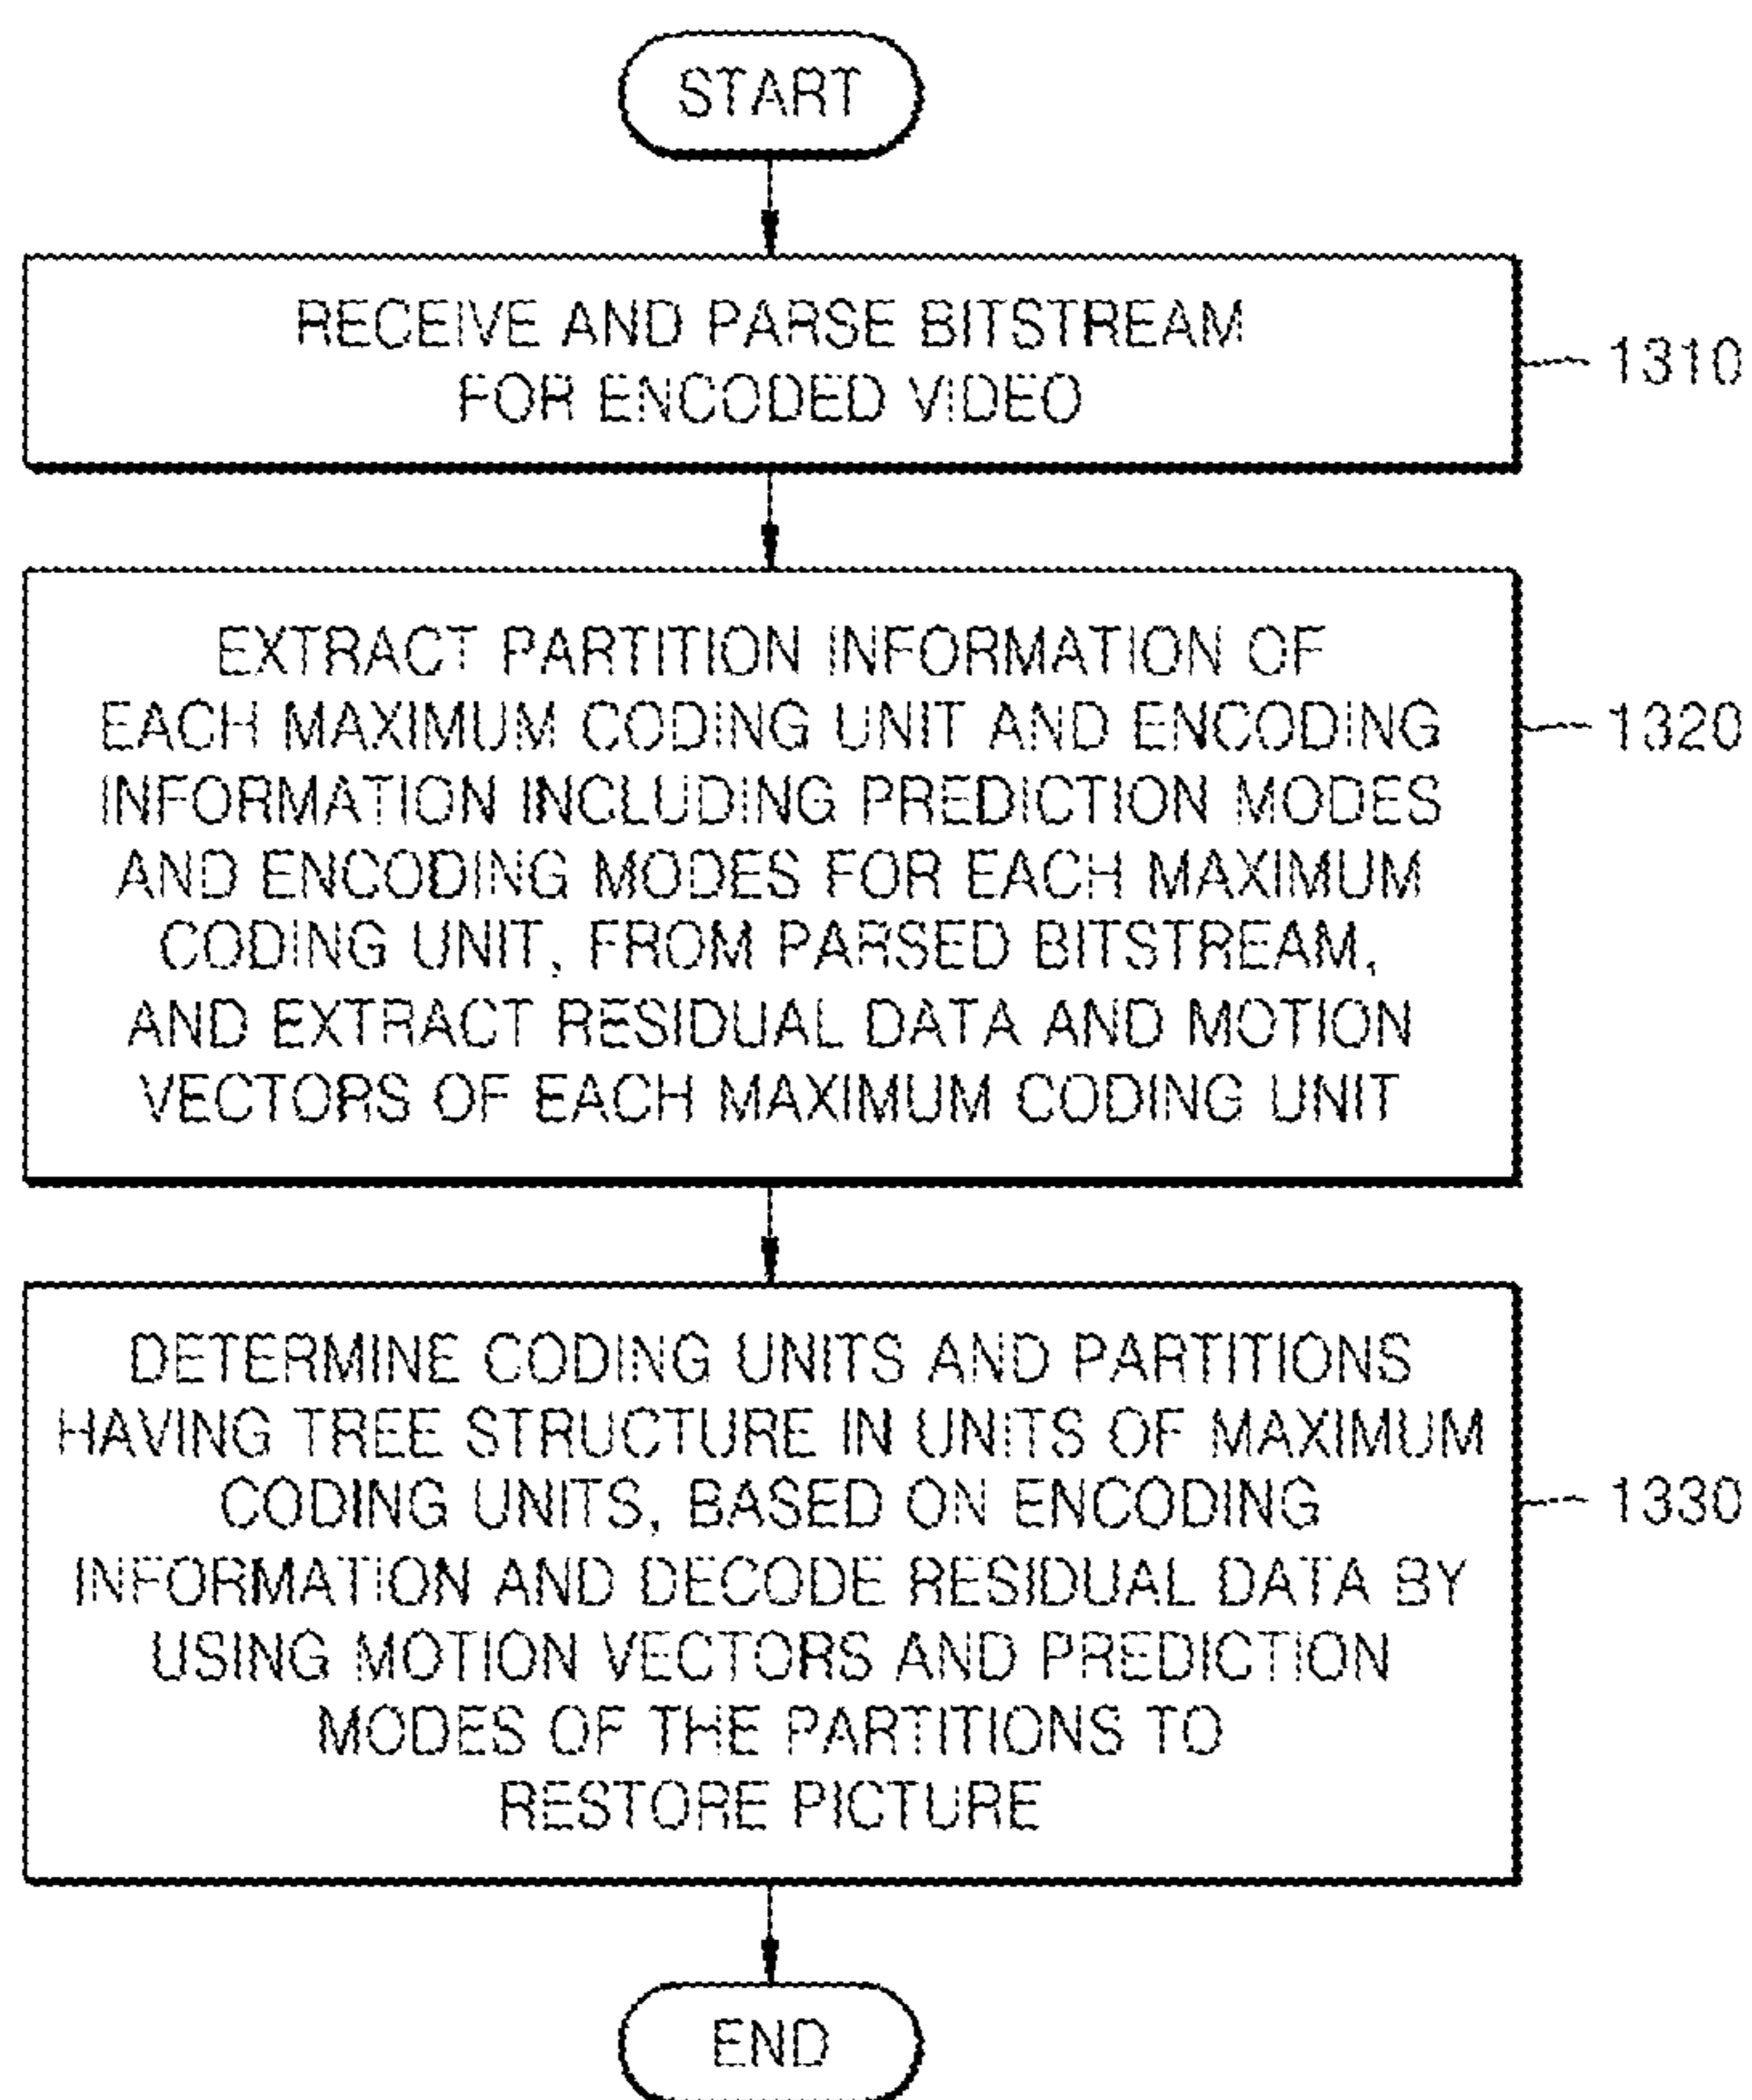 START
RECEIVE AND PARSE BITSTREAM
FOR ENCODED VIDEO
1310
EXTRACT PARTITION INFORMATION OF
EACH MAXIMUM CODING UNIT AND ENCODING
INFORMATION INCLUDING PREDICTION MODES
AND ENCODING MODES FOR EACH MAXIMUM
CODING UNIT, FROM PARSED BITSTREAM,
AND EXTRACT RESIDUAL DATA AND MOTION
VECTORS OF EACH MAXIMUM CODING UNIT
1320
DETERMINE CODING UNITS AND PARTITIONS
HAVING TREE STRUCTURE IN UNITS OF MAXIMUM
CODING UNITS, BASED ON ENCODING
INFORMATION AND DECODE RESIDUAL DATA BY
USING MOTION VECTORS AND PREDICTION
MODES OF THE PARTITIONS TO
RESTORE PICTURE
1330
END